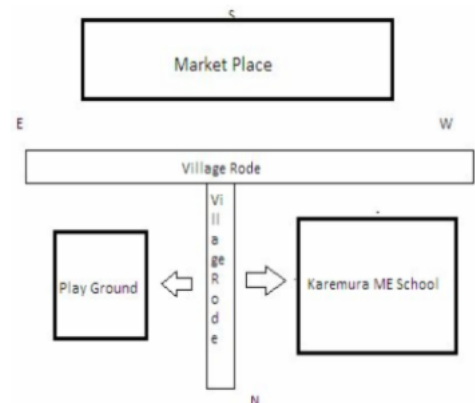 S
Market Place
E
W
Village Rode
Vi
ll
a
ge
R
o
d
e
Play Ground
Karemura ME School
N